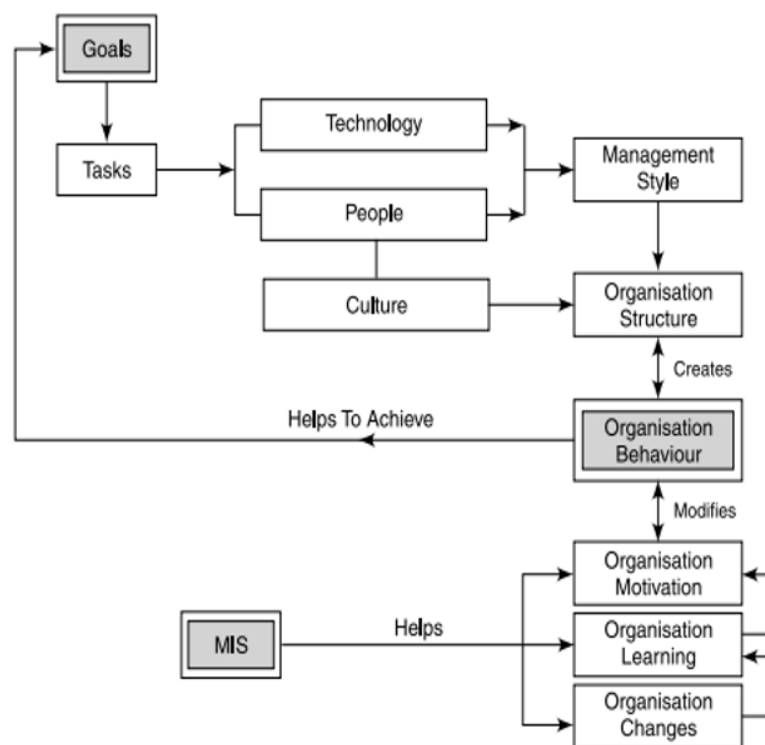 Goals
Technology
Tasks
Management
Style
People
Culture
Organisation
Structure
Creates
Helps To Achieve
Organisation
Behaviour
Modifies
Organisation
Motivation
MIS
Helps
Organisation
Learning
Organisation
Changes